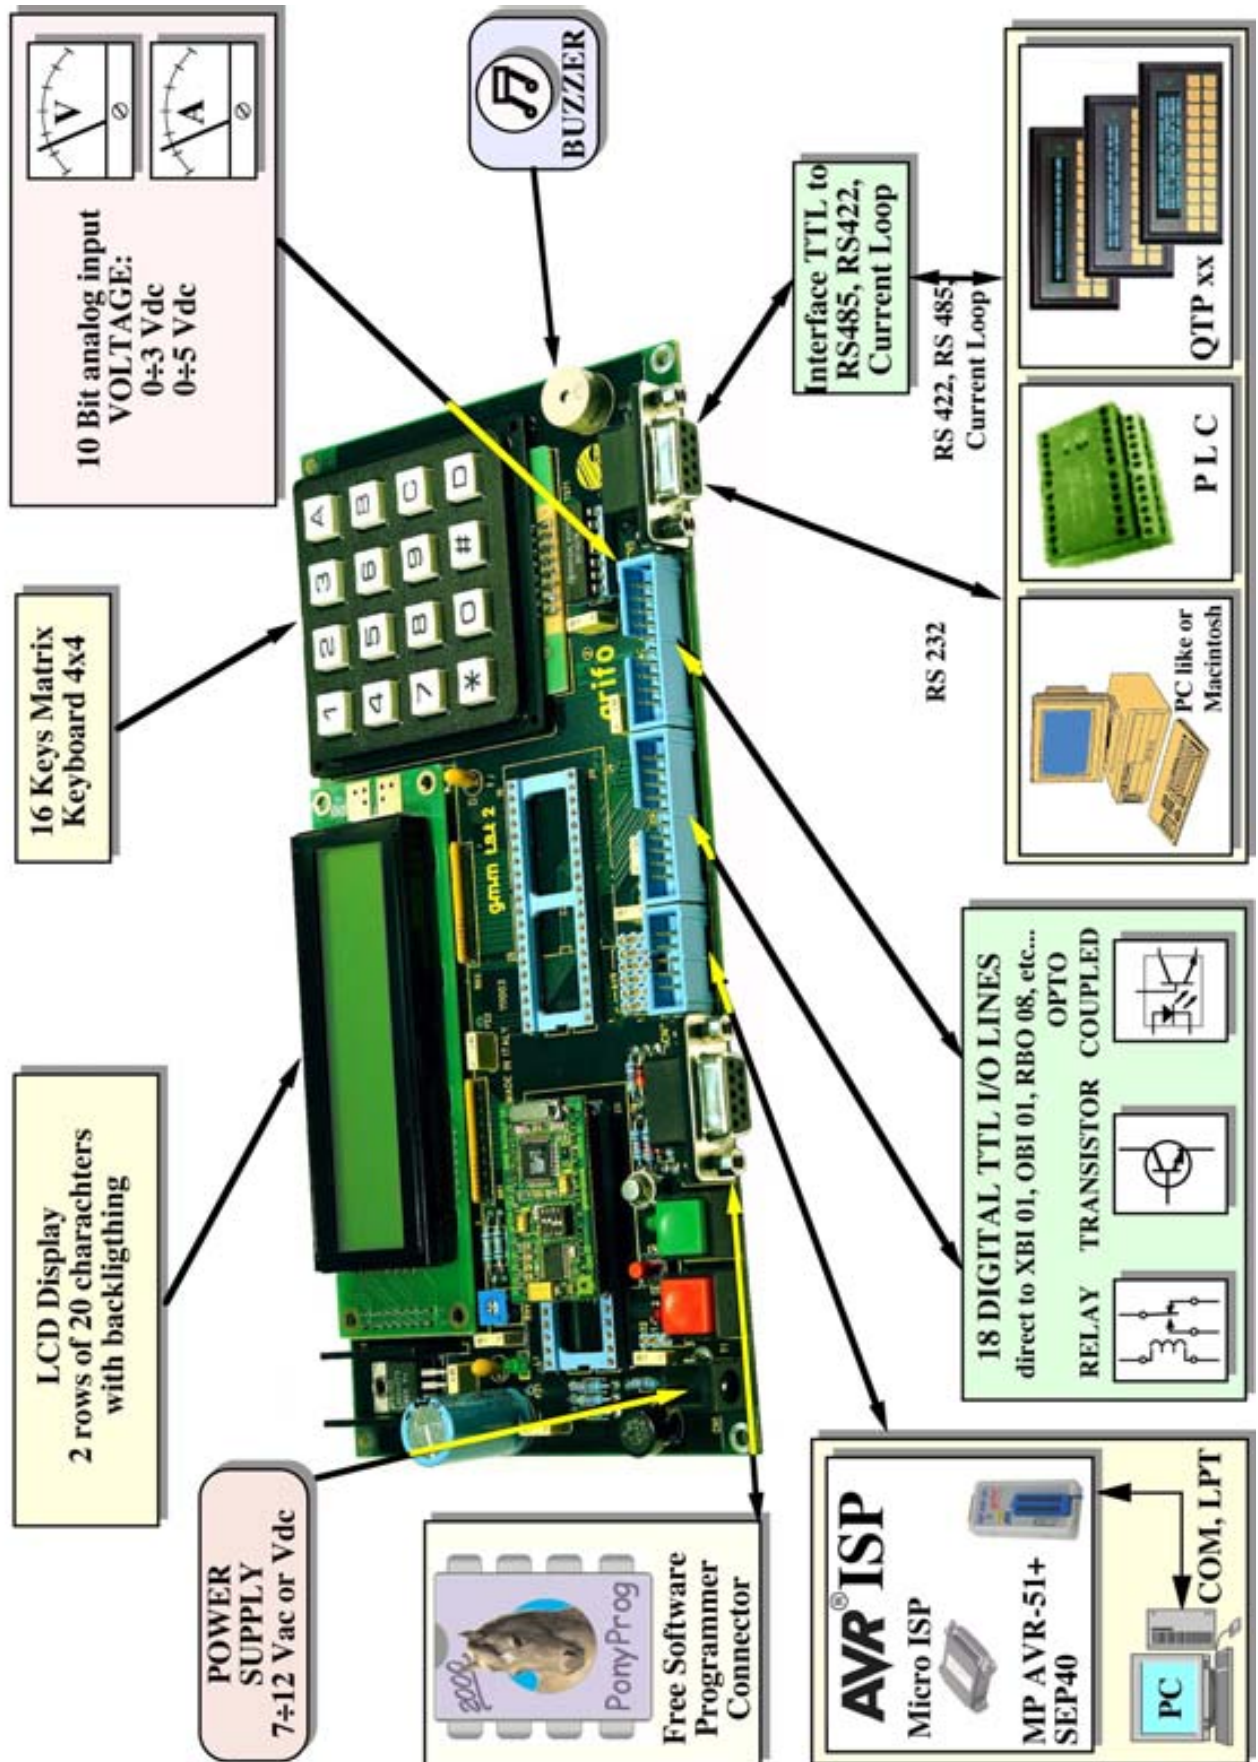 POWER
SUPPLY
7÷12 Vac or Vdc
LCD Display
2 rows of 20 charachters
with backligthing
16 Keys Matrix
Keyboard 4x4
10 Bit analog input
VOLTAGE:
0÷3 Vdc
0÷5 Vdc
V
A
BUZZER
2000
PonyProg
Free Software
Programmer
Connector
1 2 3 A
4 5 6 B
7 8 9 C
* 0 # D
MADE IN ITALY
grifo®
Interface TTL to
RS485, RS422,
Current Loop
RS 422, RS 485,
Current Loop
RS 232
AVR® ISP
Micro ISP
MP AVR-51+
SEP40
PC
COM, LPT
18 DIGITAL TTL I/O LINES
direct to XBI 01, OBI 01, RBO 08, etc...
RELAY
TRANSISTOR
OPTO
COUPLED
PC like or
Macintosh
P L C
QTP xx